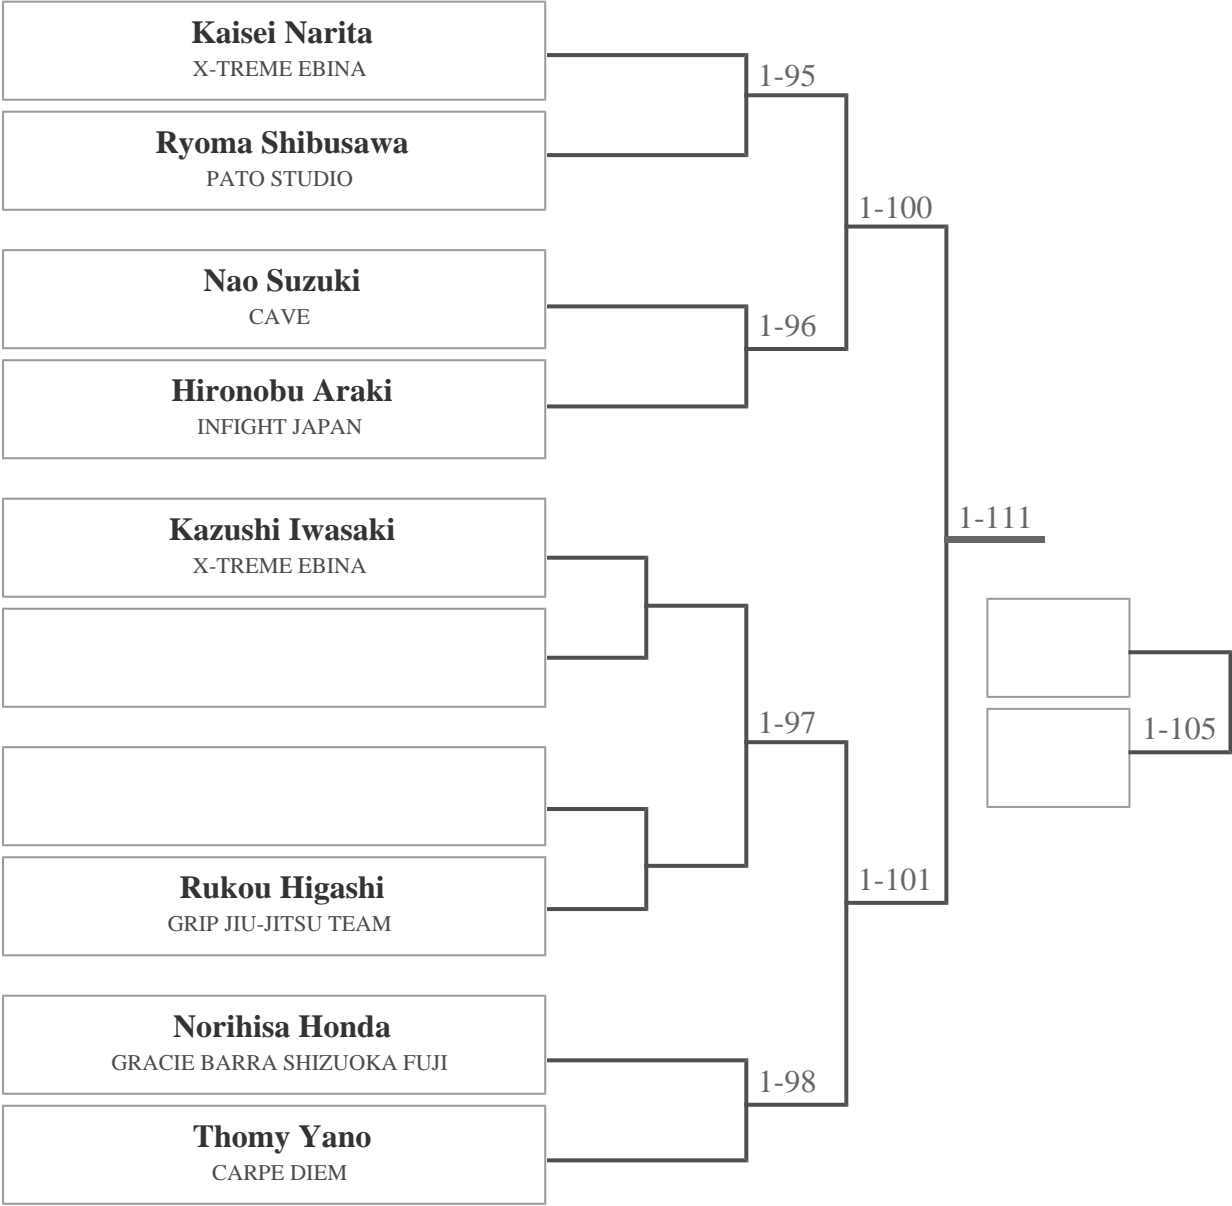 Kaisei Narita
X-TREME EBINA
1-95
Ryoma Shibusawa
PATO STUDIO
1-100
Nao Suzuki
CAVE
1-96
Hironobu Araki
INFIGHT JAPAN
Kazushi Iwasaki
X-TREME EBINA
1-111
1-97
1-105
Rukou Higashi
GRIP JIU-JITSU TEAM
1-101
Norihisa Honda
GRACIE BARRA SHIZUOKA FUJI
1-98
Thomy Yano
CARPE DIEM